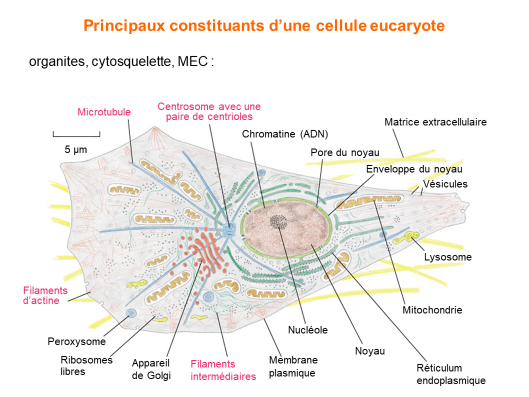 Principaux constituants d'une cellule eucaryote
organites, cytosquelette, MEC :
Microtubule
Centrosome avec une
paire de centrioles
Chromatine (ADN)
Matrice extracellulaire
5 µm
Pore du noyau
Enveloppe du noyau
Vésicules
Lysosome
Filaments
d'actine
Mitochondrie
Peroxysome
Nucléole
Ribosomes
libres
Appareil
de Golgi
Filaments
intermédiaires
Membrane
plasmique
Noyau
Réticulum
endoplasmique